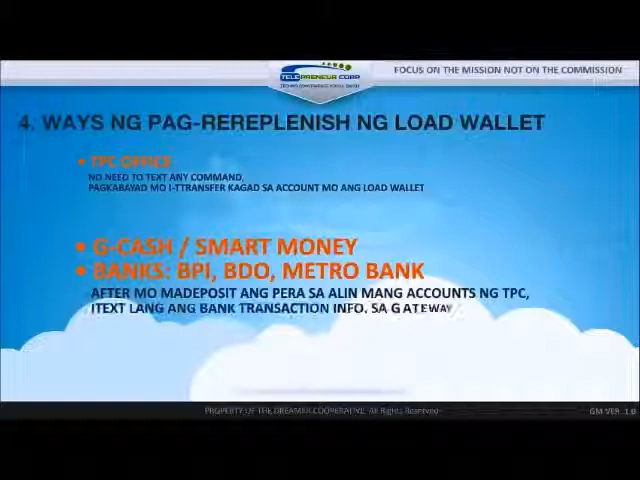 TELEPRENEUR CORP
FOCUS ON THE MISSION NOT ON THE COMMISSION
4. WAYS NG PAG-REREPLENISH NG LOAD WALLET
• TPC OFFICE
NO NEED TO TEXT ANY COMMAND,
PAGKABAYAD MO I-TTRANSFER KAGAD SA ACCOUNT MO ANG LOAD WALLET
• G-CASH / SMART MONEY
• BANKS: BPI, BDO, METRO BANK
AFTER MO MADEPOSIT ANG PERA SA ALIN MANG ACCOUNTS NG TPC,
ITEXT LANG ANG BANK TRANSACTION INFO. SA GATEWAY
PROPERTY OF THE DREAMER COOPERATIVE. All Rights Reserved
GM VER. 1.0